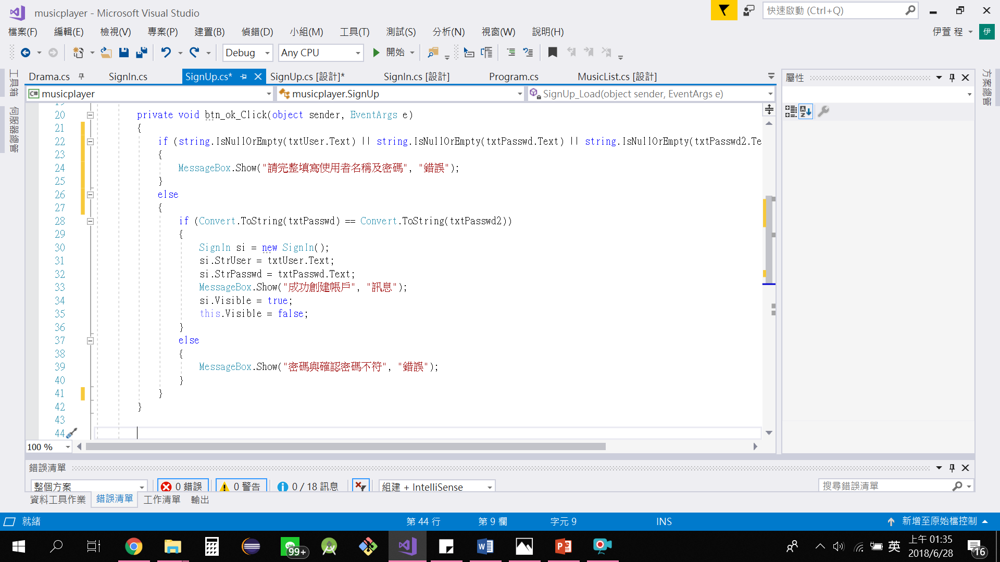 musicplayer - Microsoft Visual Studio
快速啟動 (Ctrl+Q)
檔案(F) 編輯(E) 檢視(V) 專案(P) 建置(B) 偵錯(D) 小組(M) 工具(T) 測試(S) 分析(N) 視窗(W) 說明(H)
伊萱 程 伊
Debug Any CPU 開始
工具箱
伺服器總管
方案總管
Drama.cs SignIn.cs SignUp.cs* SignUp.cs [設計]* SignIn.cs [設計] Program.cs MusicList.cs [設計]
屬性
musicplayer musicplayer.SignUp SignUp_Load(object sender, EventArgs e)
20 private void btn_ok_Click(object sender, EventArgs e)
21 {
22 if (string.IsNullOrEmpty(txtUser.Text) || string.IsNullOrEmpty(txtPasswd.Text) || string.IsNullOrEmpty(txtPasswd2.Te
23 {
24 MessageBox.Show("請完整填寫使用者名稱及密碼", "錯誤");
25 }
26 else
27 {
28 if (Convert.ToString(txtPasswd) == Convert.ToString(txtPasswd2))
29 {
30 SignIn si = new SignIn();
31 si.StrUser = txtUser.Text;
32 si.StrPasswd = txtPasswd.Text;
33 MessageBox.Show("成功創建帳戶", "訊息");
34 si.Visible = true;
35 this.Visible = false;
36 }
37 else
38 {
39 MessageBox.Show("密碼與確認密碼不符", "錯誤");
40 }
41 }
42 }
43
44
100 %
錯誤清單
整個方案 0 錯誤 0 警告 0 / 18 訊息 組建 + IntelliSense 搜尋錯誤清單
資料工具作業 錯誤清單 工作清單 輸出
就緒 第 44 行 第 9 欄 字元 9 INS 新增至原始檔控制
99+ 英 上午 01:35
2018/6/28 16